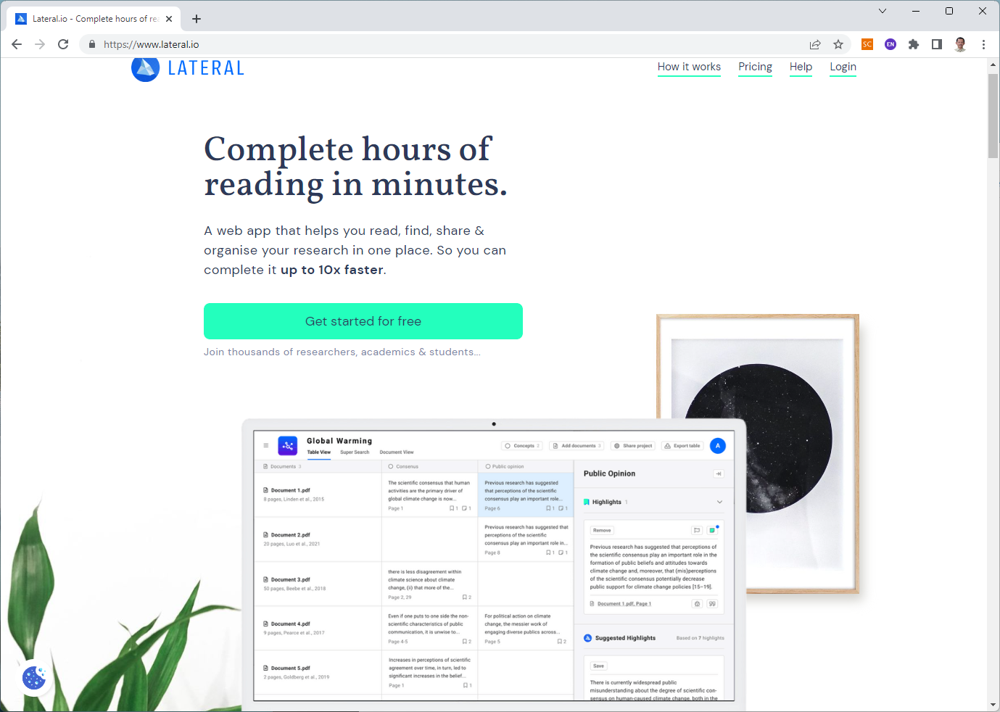 Lateral.io - Complete hours of re
https://www.lateral.io
SC
EN
LATERAL
How it works
Pricing
Help
Login
Complete hours of
reading in minutes.
A web app that helps you read, find, share &
organise your research in one place. So you can
complete it up to 10x faster.
Get started for free
Join thousands of researchers, academics & students...
Global Warming
Table View
Super Search
Document View
Concepts 2
Add documents 3
Share project
Export table
A
Documents 3
Consenus
Public opinion
Document 1.pdf
8 pages, Linden et al., 2015
The scientific consensus that human
activities are the primary driver of
global climate change is now...
Page 1
1
1
Previous research has suggested
that perceptions of the scientific
consensus play an important role...
Page 6
1
1
Document 2.pdf
20 pages, Luo et al., 2021
Previous research has suggested that
perceptions of the scientific
consensus play an important role in...
Page 8
1
1
Document 3.pdf
50 pages, Beebe et al., 2018
there is less disagreement within
climate science about climate
change, (ii) that more of the...
Page 2, 29
2
Document 4.pdf
9 pages, Pearce et al., 2017
Even if one puts to one side the non-
scientific characteristics of public
communication, it is unwise to...
Page 4-5
2
For political action on climate
change, the messier work of
engaging diverse publics across...
Page 5
2
Document 5.pdf
2 pages, Goldberg et al., 2019
Increases in perceptions of scientific
agreement over time, in turn, led to
significant increases in the belief...
Page 1
1
Public Opinion
Highlights 1
Remove
Previous research has suggested that perceptions of
the scientific consensus play an important role in the
formation of public beliefs and attitudes towards
climate change and, moreover, that (mis)perceptions
of the scientific consensus potentially decrease
public support for climate change policies [15–19].
Document 1.pdf, Page 1
Suggested Highlights
Based on 7 highlights
Save
There is currently widespread public
misunderstanding about the degree of scientific con-
sensus on human-caused climate change, both in the